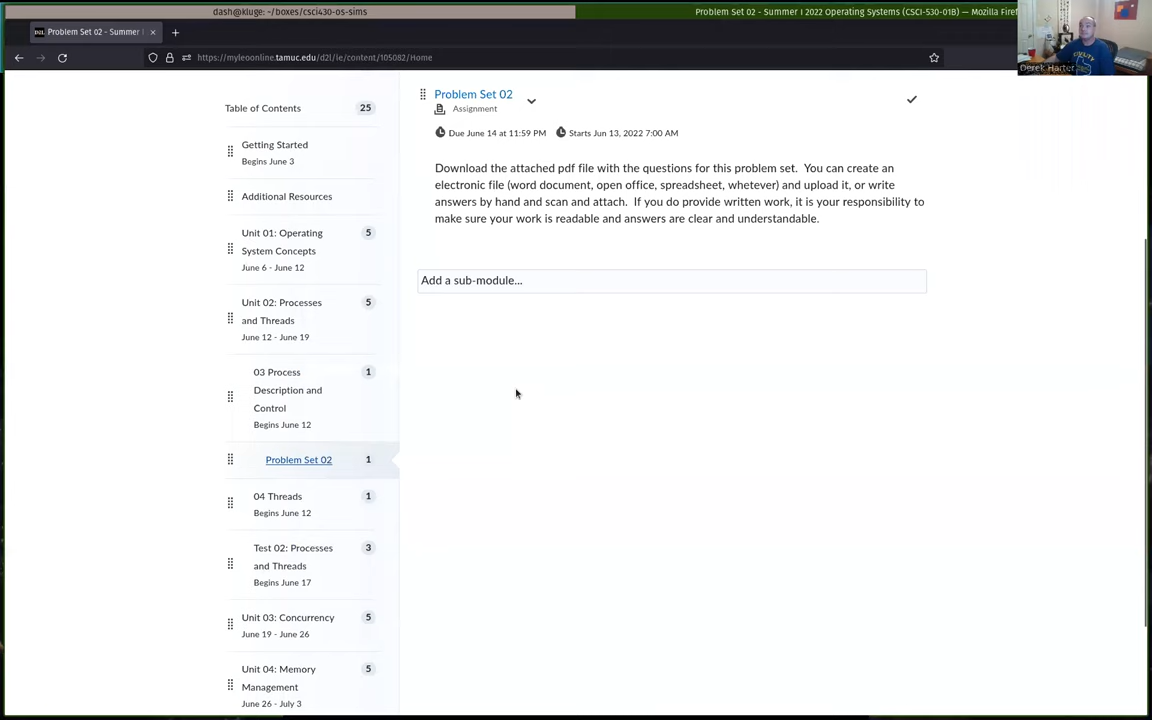 dash@kluge: ~/boxes/csci430-os-sims
Problem Set 02 - Summer I 2022 Operating Systems (CSCI-530-01B) — Mozilla Firef
Problem Set 02 - Summer I
https://myleoonline.tamuc.edu/d2l/le/content/105082/Home
Derek Harter
Table of Contents 25
Getting Started
Begins June 3
Additional Resources
Unit 01: Operating 5
System Concepts
June 6 - June 12
Unit 02: Processes 5
and Threads
June 12 - June 19
03 Process 1
Description and
Control
Begins June 12
Problem Set 02 1
04 Threads 1
Begins June 12
Test 02: Processes 3
and Threads
Begins June 17
Unit 03: Concurrency 5
June 19 - June 26
Unit 04: Memory 5
Management
June 26 - July 3
Problem Set 02
Assignment
Due June 14 at 11:59 PM Starts Jun 13, 2022 7:00 AM
Download the attached pdf file with the questions for this problem set. You can create an
electronic file (word document, open office, spreadsheet, whatever) and upload it, or write
answers by hand and scan and attach. If you do provide written work, it is your responsibility to
make sure your work is readable and answers are clear and understandable.
Add a sub-module...